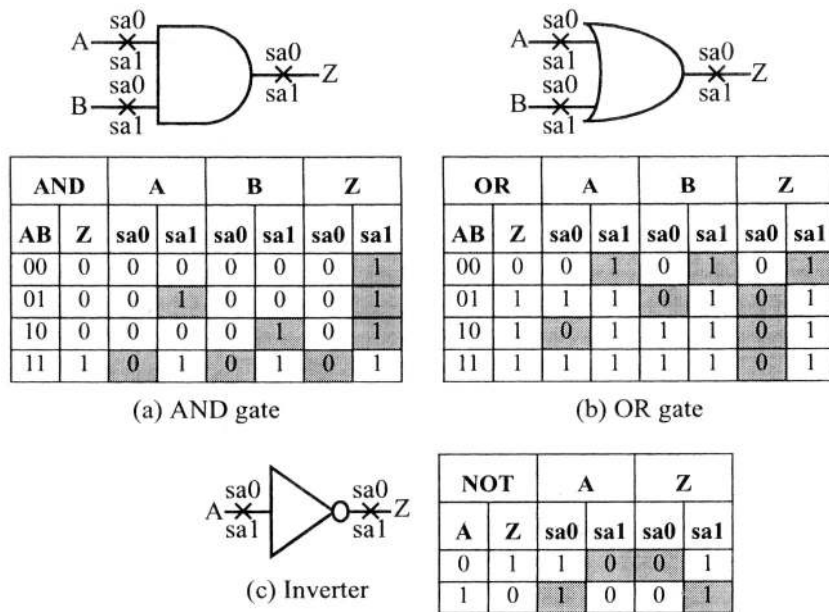 sa0 sa0
A sa1 sa0 A sa1 sa0
sa0 Z sa0 Z
B sa1 sa1 B sa1 sa1
AND A B Z
AB Z sa0 sa1 sa0 sa1 sa0 sa1
00 0 0 0 0 0 0 1
01 0 0 1 0 0 0 1
10 0 0 0 0 1 0 1
11 1 0 1 0 1 0 1
(a) AND gate
OR A B Z
AB Z sa0 sa1 sa0 sa1 sa0 sa1
00 0 0 1 0 1 0 1
01 1 1 1 0 1 0 1
10 1 0 1 1 1 0 1
11 1 1 1 1 1 0 1
(b) OR gate
sa0 sa0
A Z
sa1 sa1
(c) Inverter
NOT A Z
A Z sa0 sa1 sa0 sa1
0 1 1 0 0 1
1 0 1 0 0 1